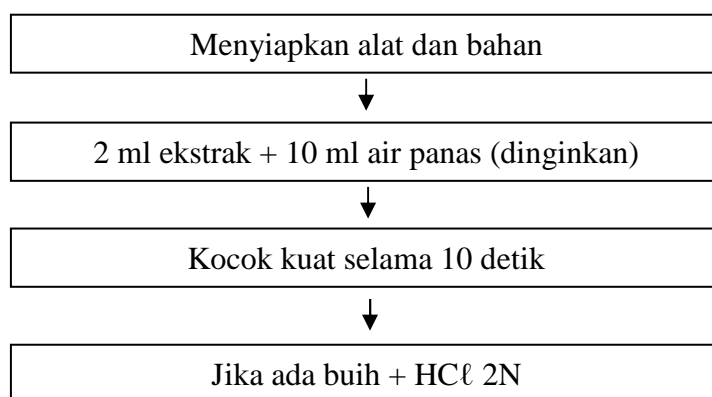 Menyiapkan alat dan bahan
2 ml ekstrak + 10 ml air panas (dinginkan)
Kocok kuat selama 10 detik
Jika ada buih + HCℓ 2N